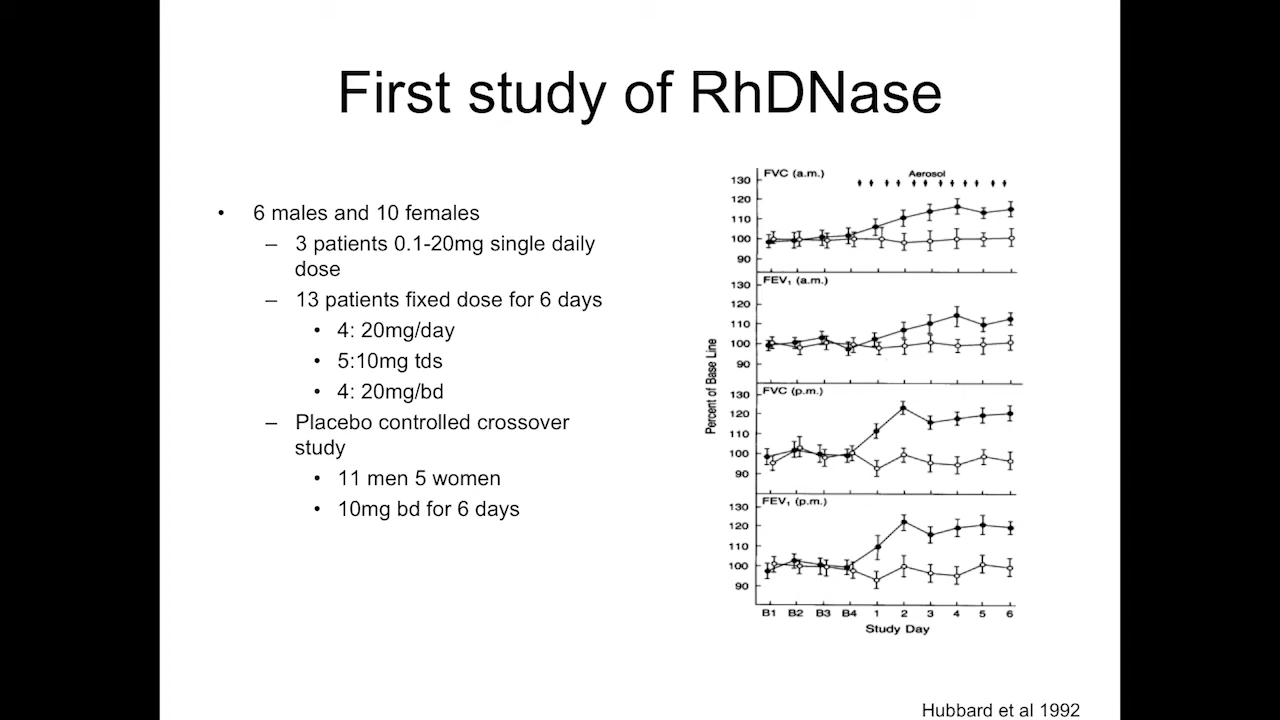 First study of RhDNase
• 6 males and 10 females
– 3 patients 0.1-20mg single daily
dose
– 13 patients fixed dose for 6 days
• 4: 20mg/day
• 5:10mg tds
• 4: 20mg/bd
– Placebo controlled crossover
study
• 11 men 5 women
• 10mg bd for 6 days
Percent of Base Line
FVC (a.m.)
Aerosol
130
120
110
100
90
FEV₁ (a.m.)
130
120
110
100
90
FVC (p.m.)
130
120
110
100
90
FEV₁ (p.m.)
130
120
110
100
90
B1 B2 B3 B4 1 2 3 4 5 6
Study Day
Hubbard et al 1992